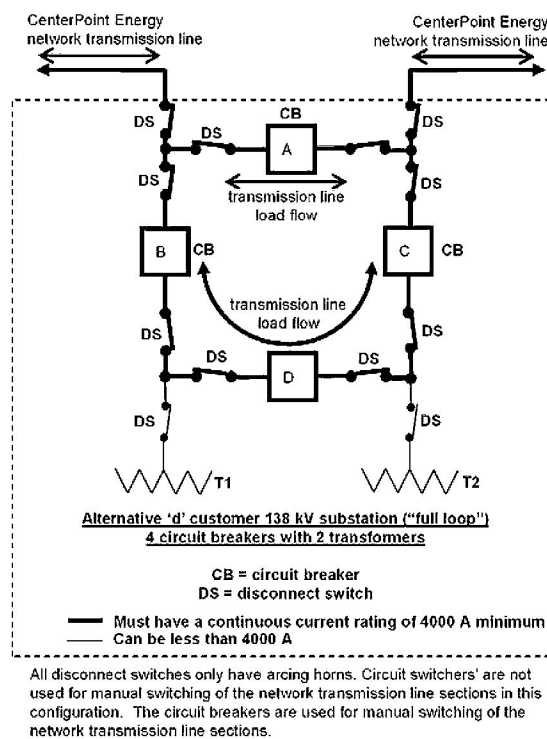 CenterPoint Energy
network transmission line
CenterPoint Energy
network transmission line
DS
DS
DS
CB
DS
A
DS
DS
transmission line
load flow
B
CB
C
CB
transmission line
load flow
DS
DS
DS
DS
D
DS
DS
T1
T2
Alternative 'd' customer 138 kV substation ("full loop")
4 circuit breakers with 2 transformers
CB = circuit breaker
DS = disconnect switch
Must have a continuous current rating of 4000 A minimum
Can be less than 4000 A
All disconnect switches only have arcing horns. Circuit switchers' are not
used for manual switching of the network transmission line sections in this
configuration. The circuit breakers are used for manual switching of the
network transmission line sections.